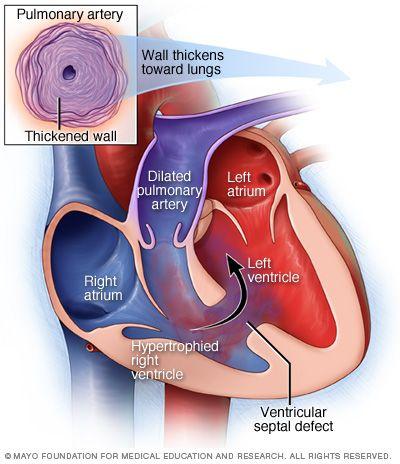 Pulmonary artery
Thickened wall
Wall thickens
toward lungs
Dilated
pulmonary
artery
Left
atrium
Right
atrium
Left
ventricle
Hypertrophied
right
ventricle
Ventricular
septal defect
© MAYO FOUNDATION FOR MEDICAL EDUCATION AND RESEARCH. ALL RIGHTS RESERVED.